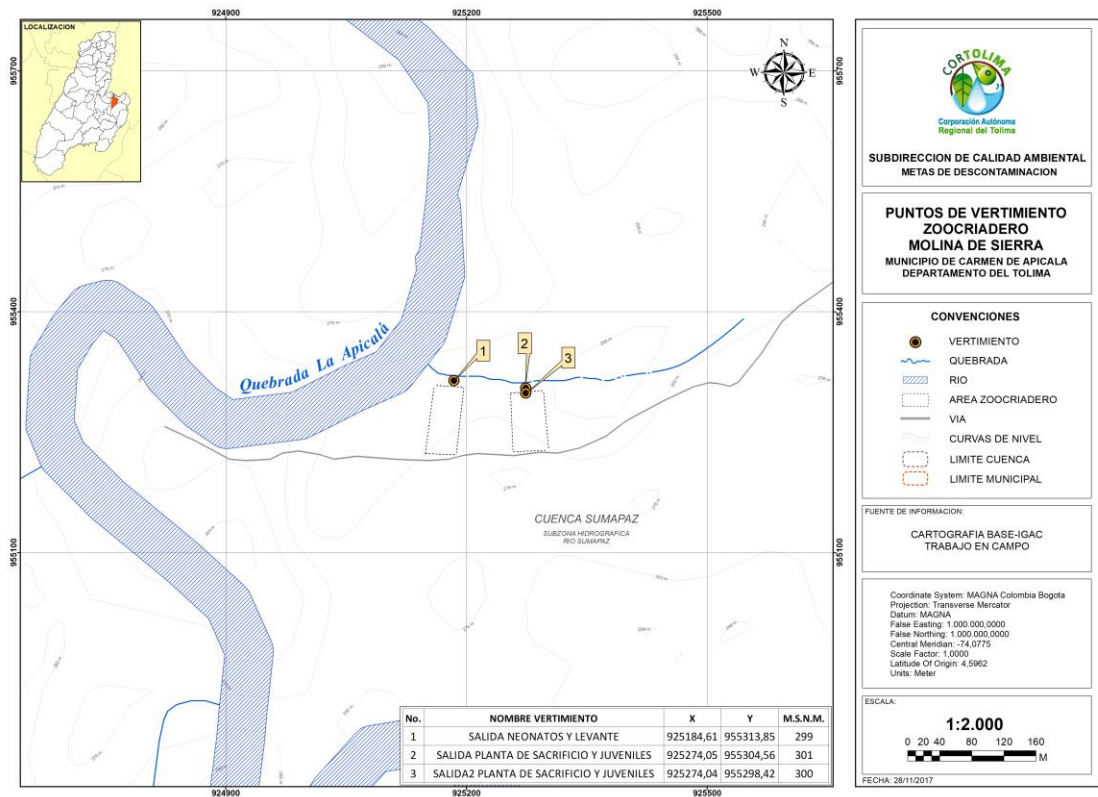 924900
925200
925500
LOCALIZACION
N
W
E
S
955700
955700
955400
955400
955100
955100
Quebrada La Apicalá
1
2
3
CUENCA SUMAPAZ
SUBZONA HIDROGRAFICA
RIO SUMAPAZ
No. NOMBRE VERTIMIENTO X Y M.S.N.M.
1 SALIDA NEONATOS Y LEVANTE 925184,61 955313,85 299
2 SALIDA PLANTA DE SACRIFICIO Y JUVENILES 925274,05 955304,56 301
3 SALIDA2 PLANTA DE SACRIFICIO Y JUVENILES 925274,04 955298,42 300
924900
925200
925500
CORTOLIMA
Corporación Autónoma
Regional del Tolima
SUBDIRECCION DE CALIDAD AMBIENTAL
METAS DE DESCONTAMINACION
PUNTOS DE VERTIMIENTO
ZOOCRIADERO
MOLINA DE SIERRA
MUNICIPIO DE CARMEN DE APICALA
DEPARTAMENTO DEL TOLIMA
CONVENCIONES
VERTIMIENTO
QUEBRADA
RIO
AREA ZOOCRIADERO
VIA
CURVAS DE NIVEL
LIMITE CUENCA
LIMITE MUNICIPAL
FUENTE DE INFORMACION:
CARTOGRAFIA BASE-IGAC
TRABAJO EN CAMPO
Coordinate System: MAGNA Colombia Bogota
Projection: Transverse Mercator
Datum: MAGNA
False Easting: 1.000.000,0000
False Northing: 1.000.000,0000
Central Meridian: -74,0775
Scale Factor: 1,0000
Latitude Of Origin: 4,5962
Units: Meter
ESCALA:
1:2.000
0 20 40 80 120 160
M
FECHA: 28/11/2017